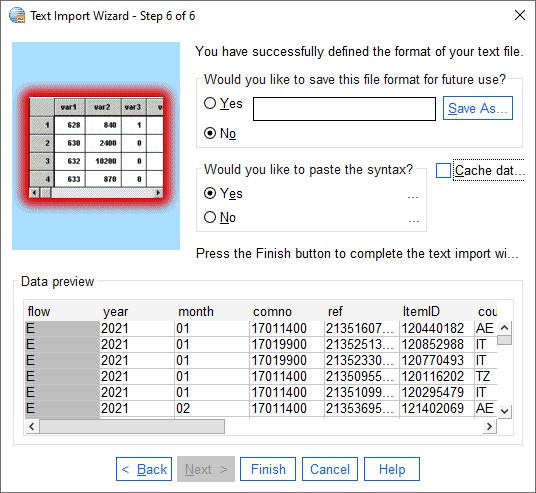 Text Import Wizard - Step 6 of 6
You have successfully defined the format of your text file.
Would you like to save this file format for future use?
Yes
Save As...
No
Would you like to paste the syntax?
Cache dat...
Yes ...
No ...
Press the Finish button to complete the text import wi...
var1 var2 var3 v
1 628 840 1
2 630 2400 0
3 632 10200 0
4 633 870 0
Data preview
flow year month comno ref ItemID cou
E 2021 01 17011400 21351607... 120440182 AE
E 2021 01 17019900 21352513... 120852988 IT
E 2021 01 17019900 21352330... 120770493 IT
E 2021 01 17011400 21350955... 120116202 TZ
E 2021 01 17011400 21351099... 120295479 IT
E 2021 02 17011400 21353695... 121402069 AE
< Back Next > Finish Cancel Help